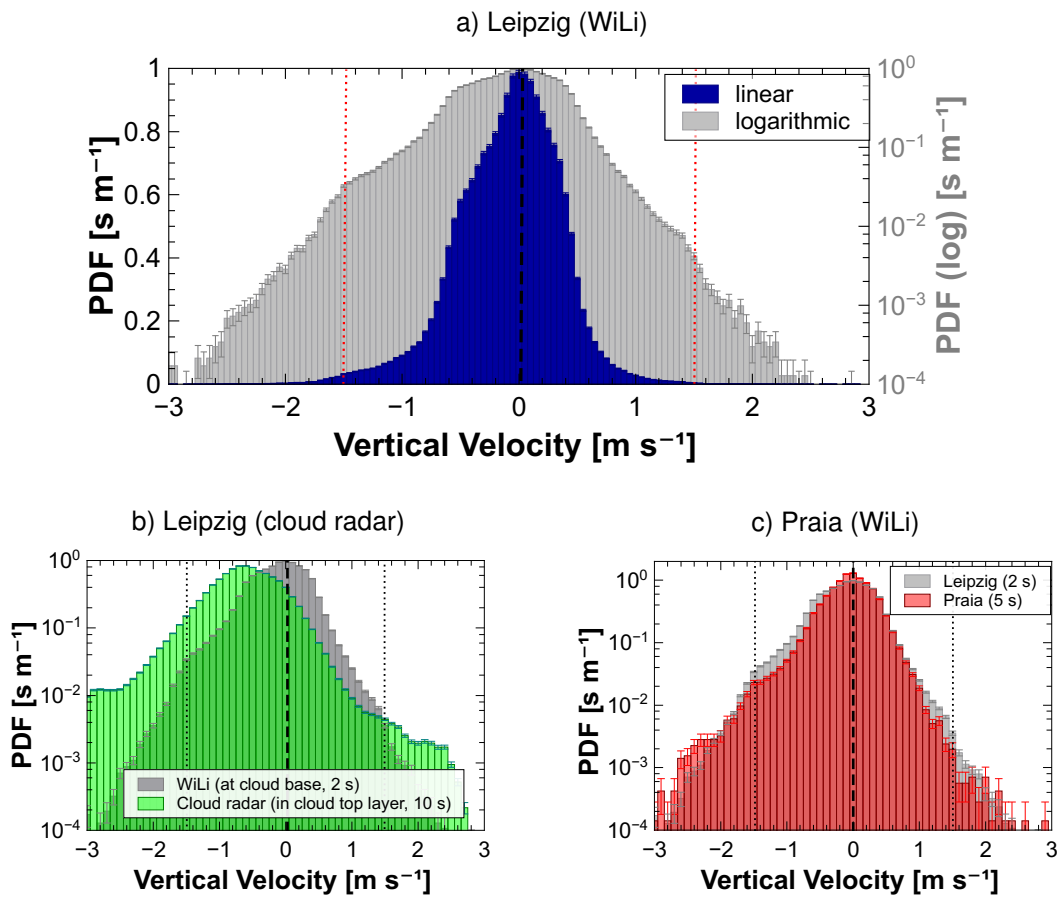 a) Leipzig (WiLi)
PDF [s m⁻¹]
1
0.8
0.6
0.4
0.2
0
linear
logarithmic
10⁰
10⁻¹
10⁻²
10⁻³
10⁻⁴
PDF (log) [s m⁻¹]
−3 −2 −1 0 1 2 3
Vertical Velocity [m s⁻¹]
b) Leipzig (cloud radar)
PDF [s m⁻¹]
10⁰
10⁻¹
10⁻²
10⁻³
10⁻⁴
WiLi (at cloud base, 2 s)
Cloud radar (in cloud top layer, 10 s)
−3 −2 −1 0 1 2 3
Vertical Velocity [m s⁻¹]
c) Praia (WiLi)
PDF [s m⁻¹]
10⁰
10⁻¹
10⁻²
10⁻³
10⁻⁴
Leipzig (2 s)
Praia (5 s)
−3 −2 −1 0 1 2 3
Vertical Velocity [m s⁻¹]